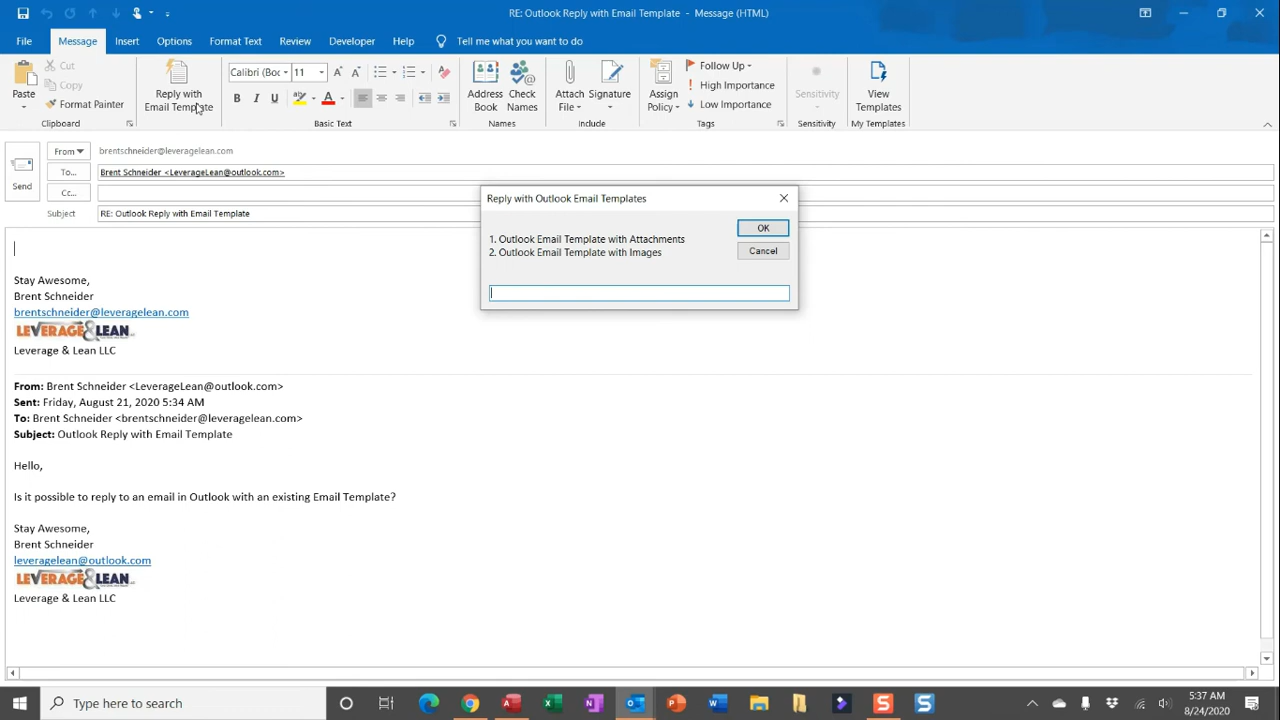 RE: Outlook Reply with Email Template - Message (HTML)
File Message Insert Options Format Text Review Developer Help Tell me what you want to do
Paste
Cut
Copy
Format Painter
Clipboard
Reply with
Email Template
Calibri (Boc 11
B I U
Basic Text
Address
Book
Check
Names
Names
Attach
File
Signature
Include
Assign
Policy
Follow Up
High Importance
Low Importance
Tags
Sensitivity
Sensitivity
View
Templates
My Templates
Send
From brentschneider@leveragelean.com
To... Brent Schneider <LeverageLean@outlook.com>
Cc...
Subject RE: Outlook Reply with Email Template
Reply with Outlook Email Templates
1. Outlook Email Template with Attachments
2. Outlook Email Template with Images
OK
Cancel
Stay Awesome,
Brent Schneider
brentschneider@leveragelean.com
LEVERAGE&LEAN
Leverage & Lean LLC
From: Brent Schneider <LeverageLean@outlook.com>
Sent: Friday, August 21, 2020 5:34 AM
To: Brent Schneider <brentschneider@leveragelean.com>
Subject: Outlook Reply with Email Template
Hello,
Is it possible to reply to an email in Outlook with an existing Email Template?
Stay Awesome,
Brent Schneider
leveragelean@outlook.com
LEVERAGE&LEAN
Leverage & Lean LLC
Type here to search
5:37 AM
8/24/2020